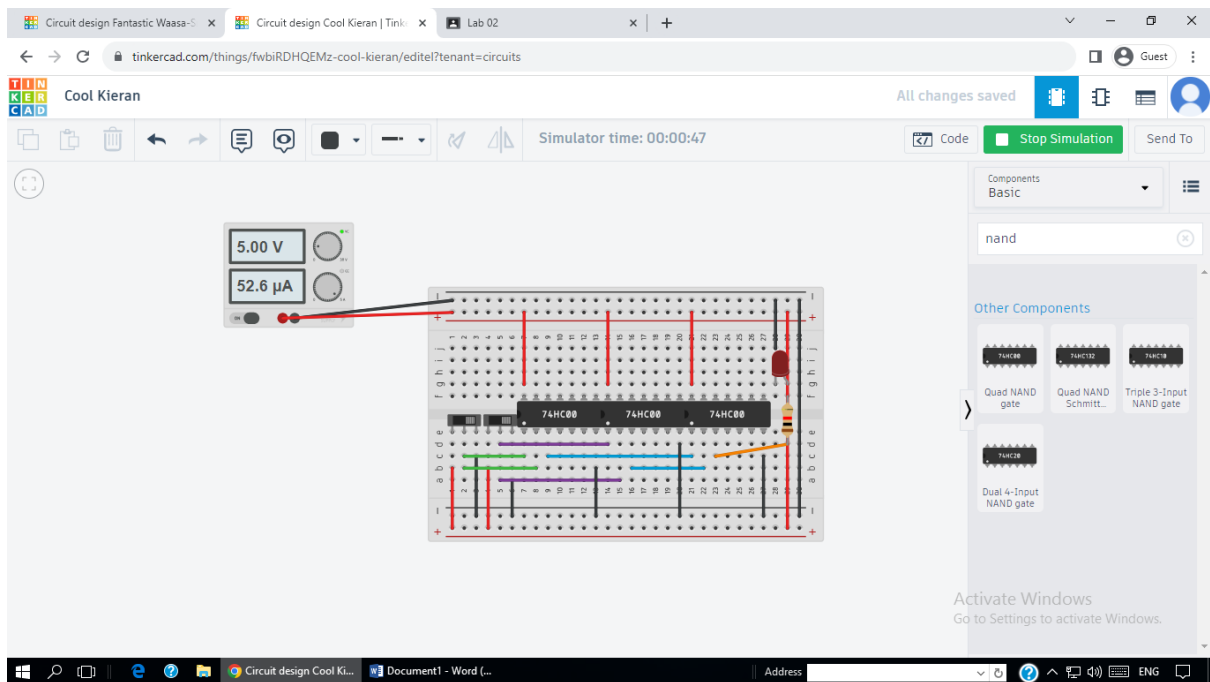 Circuit design Fantastic Waasa-S
Circuit design Cool Kieran | Tink
Lab 02
tinkercad.com/things/fwbiRDHQEMz-cool-kieran/editel?tenant=circuits
Guest
TIN
KER
CAD
Cool Kieran
All changes saved
Simulator time: 00:00:47
Code
Stop Simulation
Send To
Components
Basic
nand
Other Components
74HC00
74HC132
74HC10
Quad NAND
gate
Quad NAND
Schmitt...
Triple 3-Input
NAND gate
74HC20
Dual 4-Input
NAND gate
5.00 V
52.6 µA
74HC00
74HC00
74HC00
Activate Windows
Go to Settings to activate Windows.
Circuit design Cool Ki...
Document1 - Word (...
Address
ENG